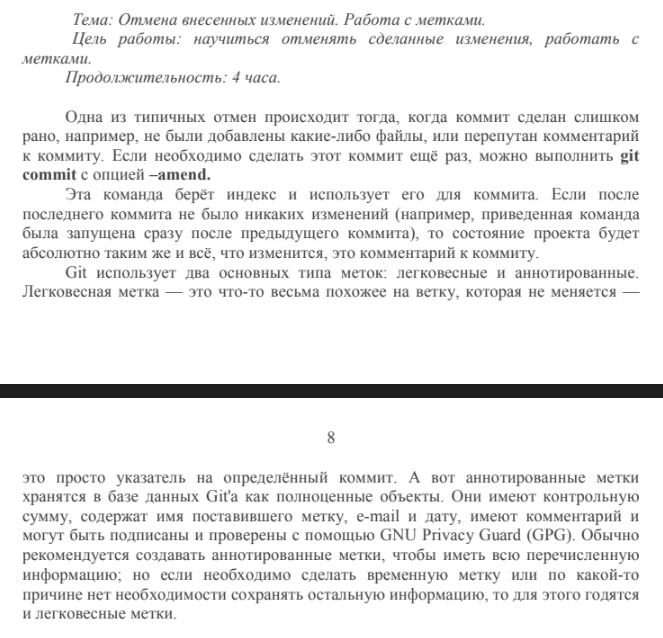 Тема: Отмена внесенных изменений. Работа с метками.
Цель работы: научиться отменять сделанные изменения, работать с
метками.
Продолжительность: 4 часа.
Одна из типичных отмен происходит тогда, когда коммит сделан слишком
рано, например, не были добавлены какие-либо файлы, или перепутан комментарий
к коммиту. Если необходимо сделать этот коммит ещё раз, можно выполнить git
commit с опцией –amend.
Эта команда берёт индекс и использует его для коммита. Если после
последнего коммита не было никаких изменений (например, приведенная команда
была запущена сразу после предыдущего коммита), то состояние проекта будет
абсолютно таким же и всё, что изменится, это комментарий к коммиту.
Git использует два основных типа меток: легковесные и аннотированные.
Легковесная метка — это что-то весьма похожее на ветку, которая не меняется —
8
это просто указатель на определённый коммит. А вот аннотированные метки
хранятся в базе данных Git'а как полноценные объекты. Они имеют контрольную
сумму, содержат имя поставившего метку, e-mail и дату, имеют комментарий и
могут быть подписаны и проверены с помощью GNU Privacy Guard (GPG). Обычно
рекомендуется создавать аннотированные метки, чтобы иметь всю перечисленную
информацию; но если необходимо сделать временную метку или по какой-то
причине нет необходимости сохранять остальную информацию, то для этого годятся
и легковесные метки.